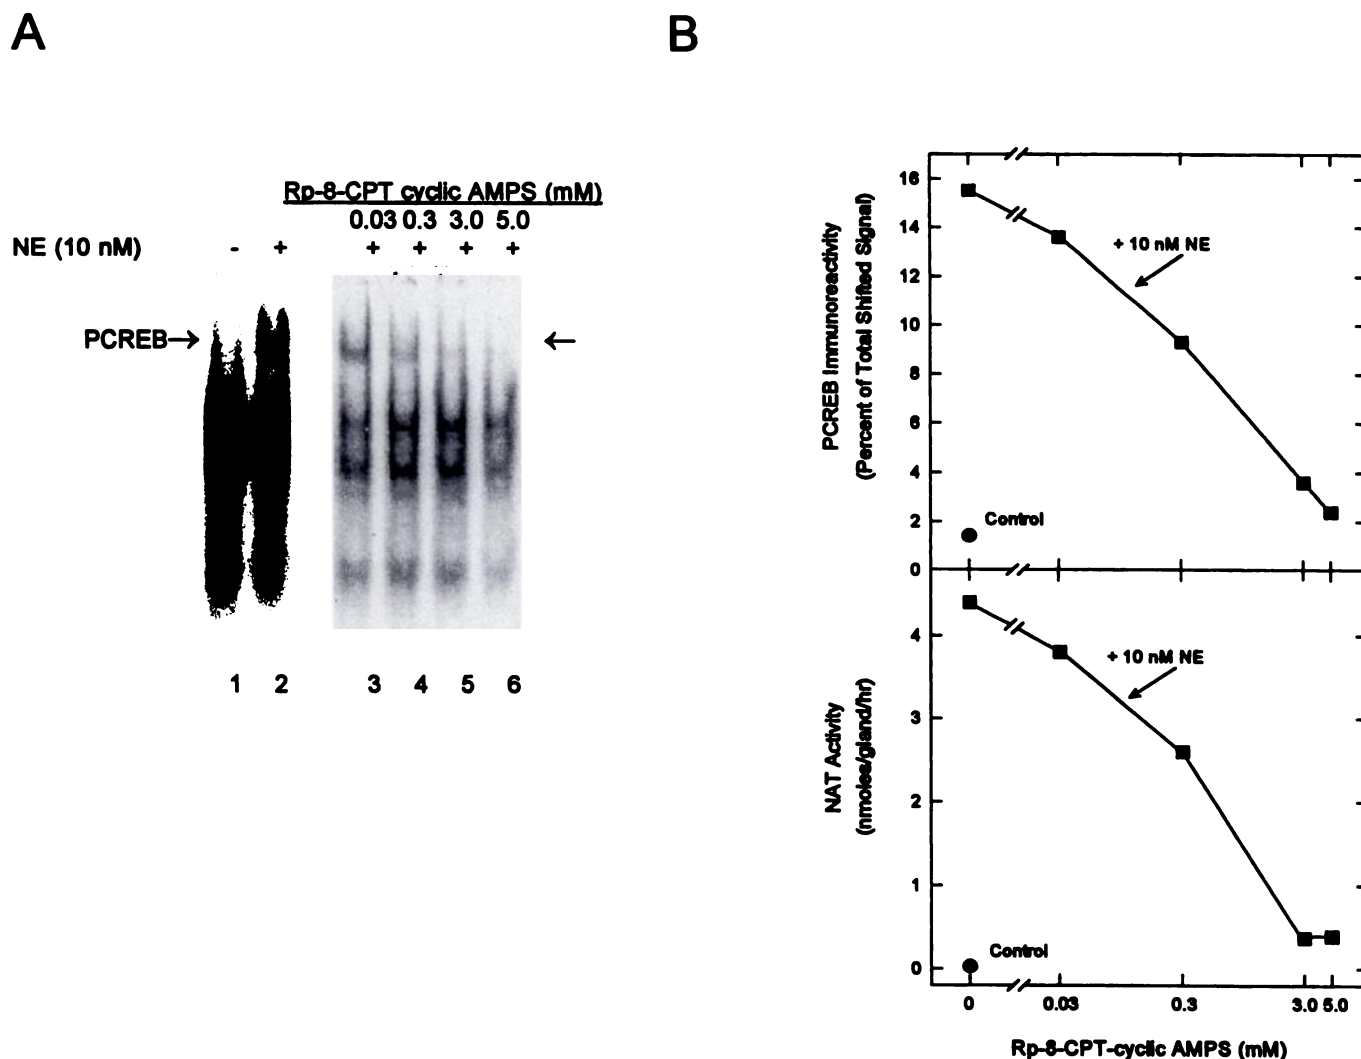 A
B
Rp-8-CPT cyclic AMPS (mM)
0.03 0.3 3.0 5.0
NE (10 nM) - + + + + +
PCREB
1 2 3 4 5 6
PCREB Immunoreactivity
(Percent of Total Shifted Signal)
16
14
12
10
8
6
4
2
0
+ 10 nM NE
Control
NAT Activity
(nmoles/gland/hr)
4
3
2
1
0
+ 10 nM NE
Control
0 0.03 0.3 3.0 5.0
Rp-8-CPT-cyclic AMPS (mM)